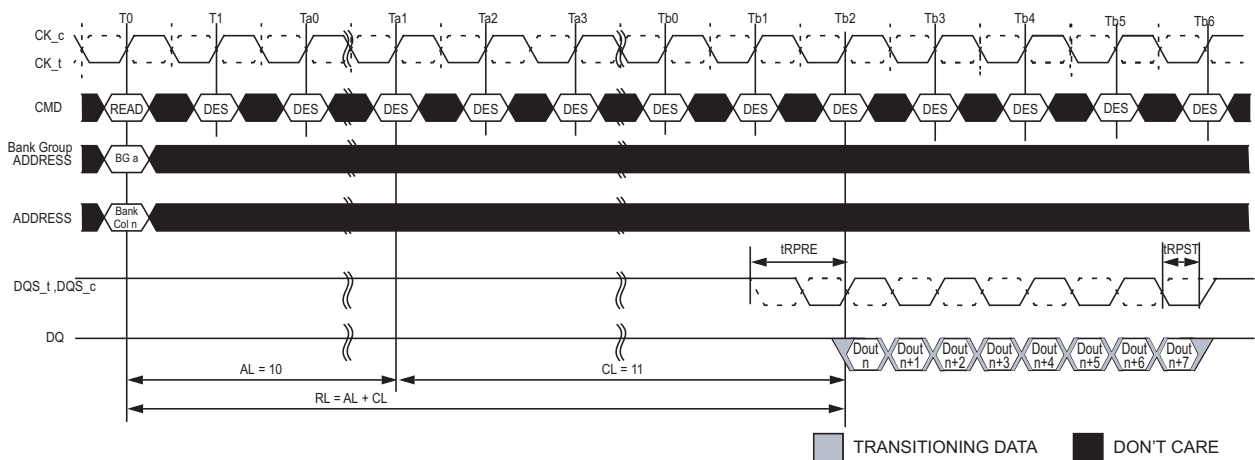 T0 T1 Ta0 Ta1 Ta2 Ta3 Tb0 Tb1 Tb2 Tb3 Tb4 Tb5 Tb6
CK_c
CK_t
CMD READ DES DES DES DES DES DES DES DES DES DES DES DES
Bank Group
ADDRESS
BG a
ADDRESS
Bank
Col n
tRPRE tRPST
DQS_t ,DQS_c
DQ
Dout n Dout n+1 Dout n+2 Dout n+3 Dout n+4 Dout n+5 Dout n+6 Dout n+7
AL = 10 CL = 11
RL = AL + CL
TRANSITIONING DATA DON'T CARE